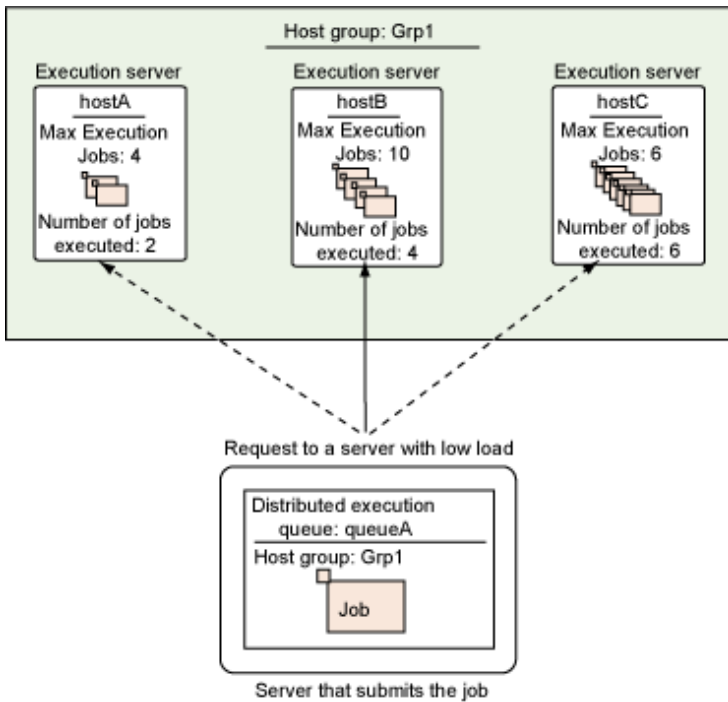 Host group: Grp1
Execution server
hostA
Max Execution
Jobs: 4
Number of jobs
executed: 2
Execution server
hostB
Max Execution
Jobs: 10
Number of jobs
executed: 4
Execution server
hostC
Max Execution
Jobs: 6
Number of jobs
executed: 6
Request to a server with low load
Distributed execution
queue: queueA
Host group: Grp1
Job
Server that submits the job